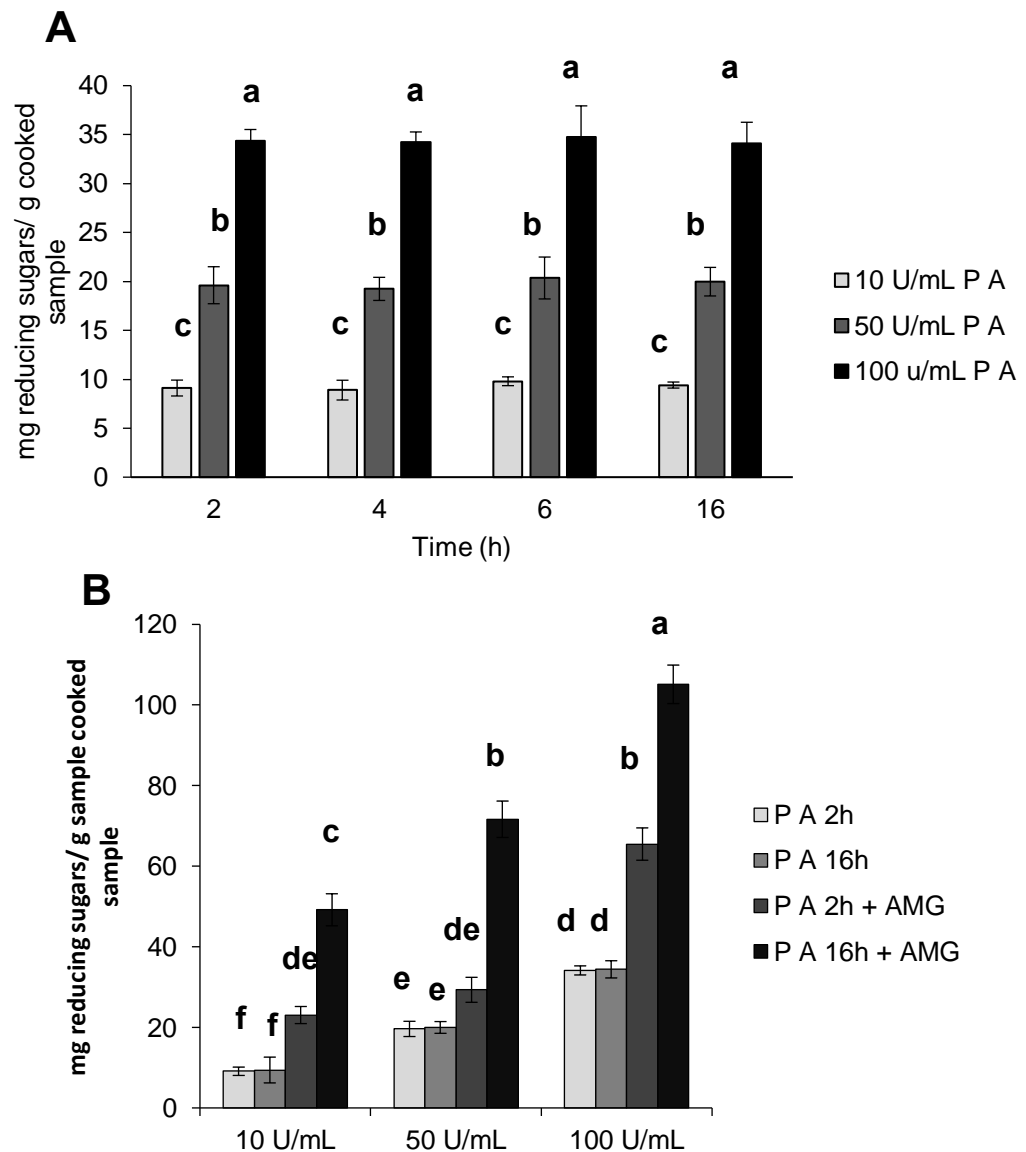 A
mg reducing sugars/ g cooked
sample
40
35
30
25
20
15
10
5
0
a
a
a
a
b
b
b
b
c
c
c
c
2
4
6
16
Time (h)
10 U/mL P A
50 U/mL P A
100 u/mL P A
B
mg reducing sugars/ g sample cooked
sample
120
100
80
60
40
20
0
a
b
b
c
de
de
d
d
e
e
f
f
10 U/mL
50 U/mL
100 U/mL
P A 2h
P A 16h
P A 2h + AMG
P A 16h + AMG